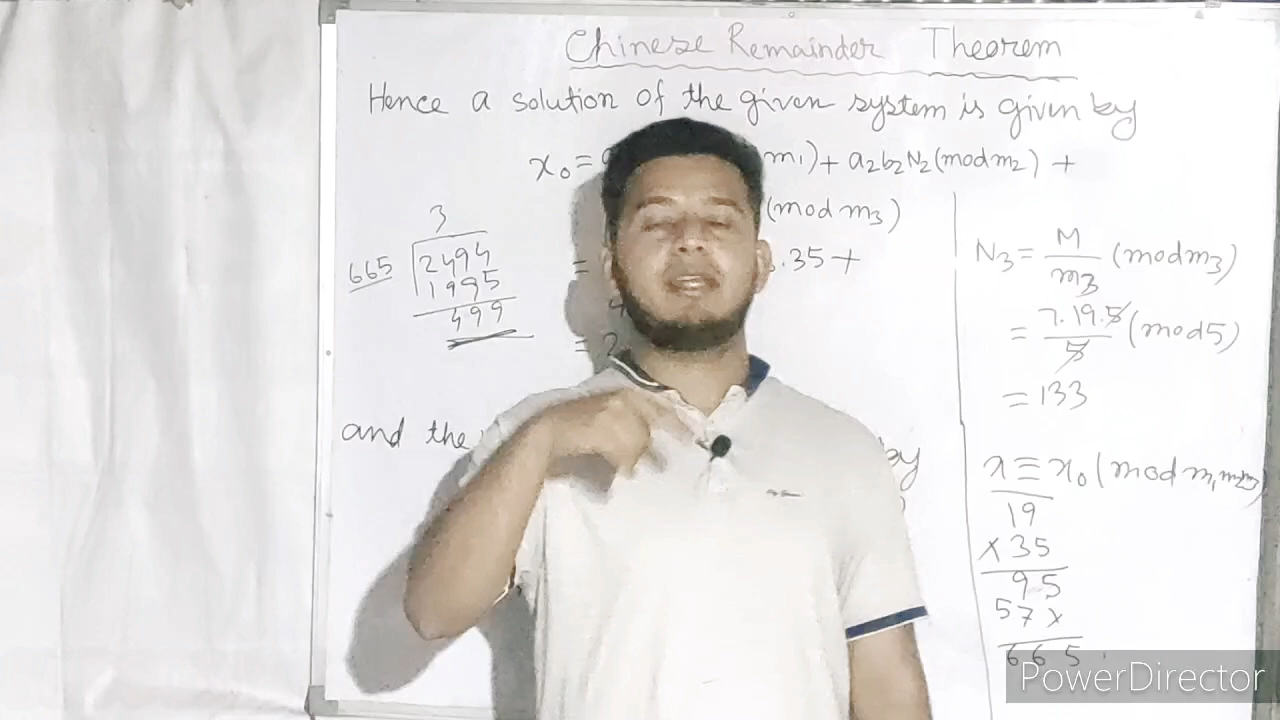 Chinese Remainder Theorem
Hence a solution of the given system is given by
x₀ = m₁) + a₂b₂N₂(mod m₂) +
(mod m₃)
= .35 +
= 2
and the by
3
665 2494
1995
499
N₃ = M/m₃ (mod m₃)
= 7.19.5/5 (mod 5)
= 133
x ≡ x₀ (mod m₁m₂m₃)
19
× 35
95
57×
665
PowerDirector